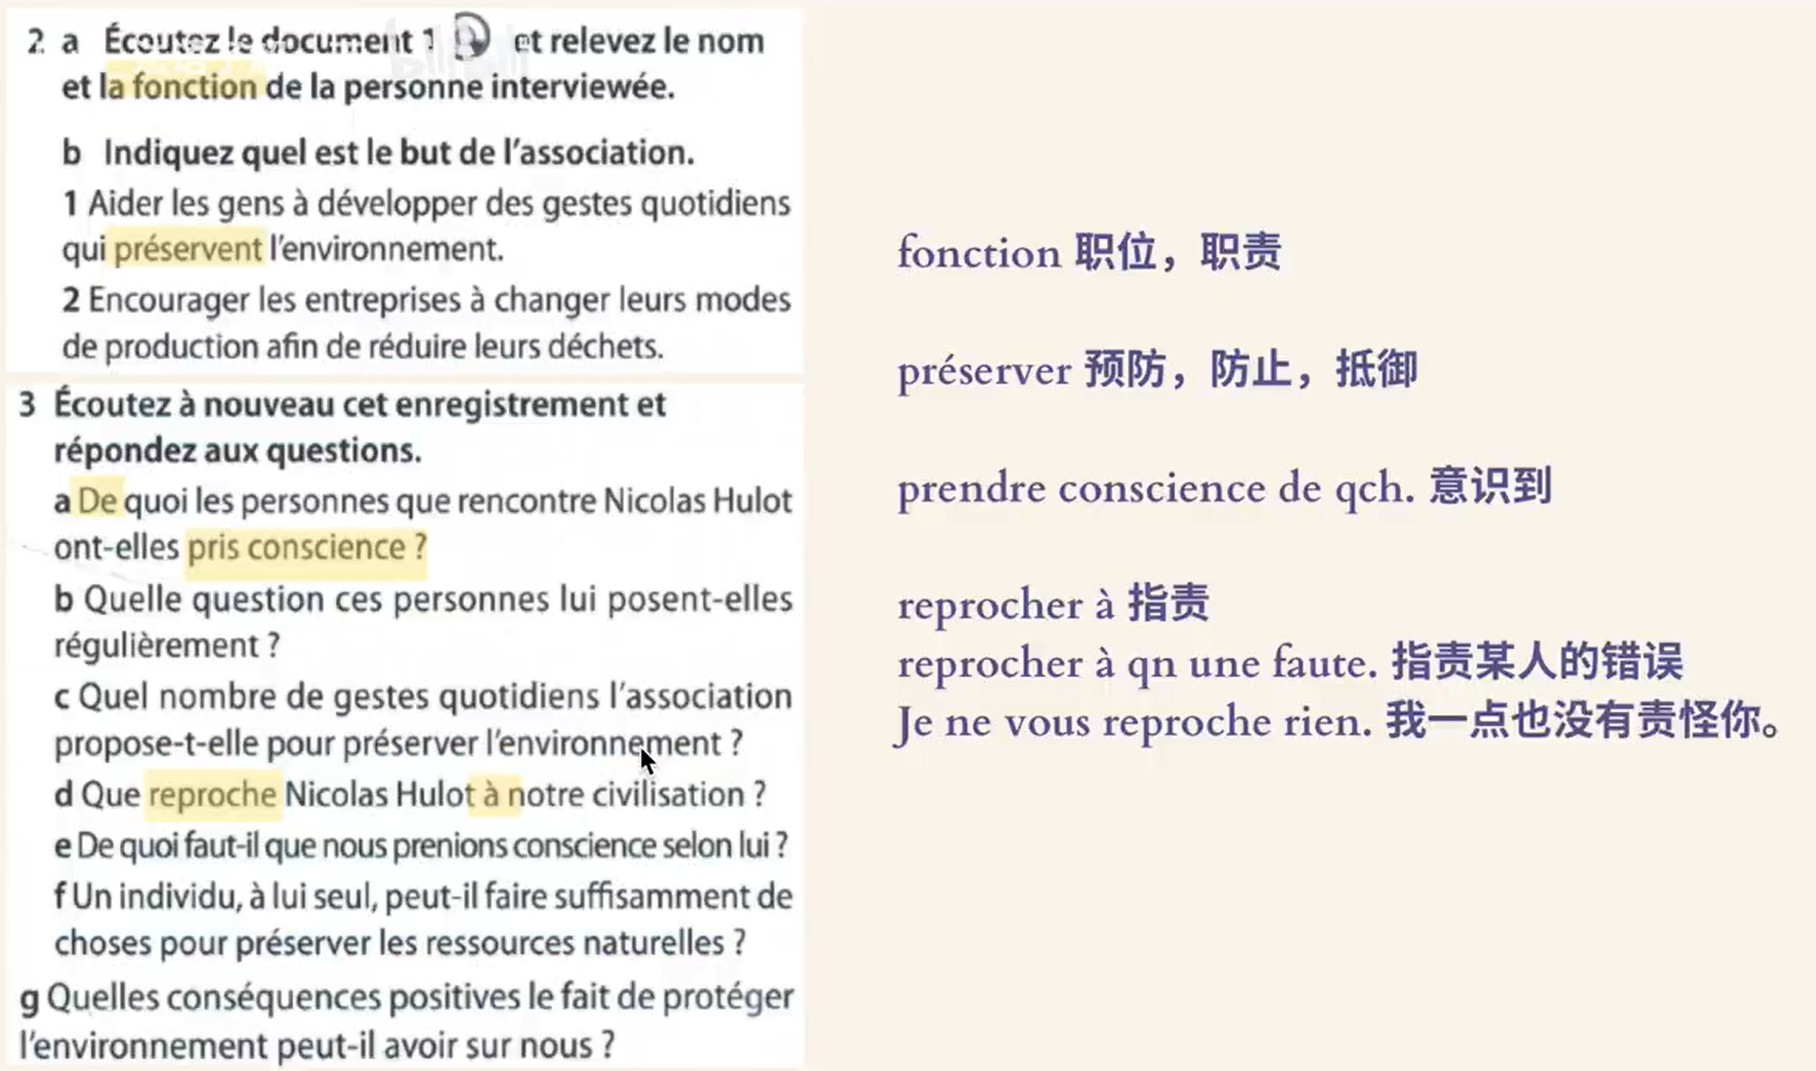 2 a Écoutez le document 1 et relevez le nom
et la fonction de la personne interviewée.
b Indiquez quel est le but de l'association.
1 Aider les gens à développer des gestes quotidiens
qui préservent l'environnement.
2 Encourager les entreprises à changer leurs modes
de production afin de réduire leurs déchets.
3 Écoutez à nouveau cet enregistrement et
répondez aux questions.
a De quoi les personnes que rencontre Nicolas Hulot
ont-elles pris conscience ?
b Quelle question ces personnes lui posent-elles
régulièrement ?
c Quel nombre de gestes quotidiens l'association
propose-t-elle pour préserver l'environnement ?
d Que reproche Nicolas Hulot à notre civilisation ?
e De quoi faut-il que nous prenions conscience selon lui ?
f Un individu, à lui seul, peut-il faire suffisamment de
choses pour préserver les ressources naturelles ?
g Quelles conséquences positives le fait de protéger
l'environnement peut-il avoir sur nous ?
fonction 职位，职责
préserver 预防，防止，抵御
prendre conscience de qch. 意识到
reprocher à 指责
reprocher à qn une faute. 指责某人的错误
Je ne vous reproche rien. 我一点也没有责怪你。